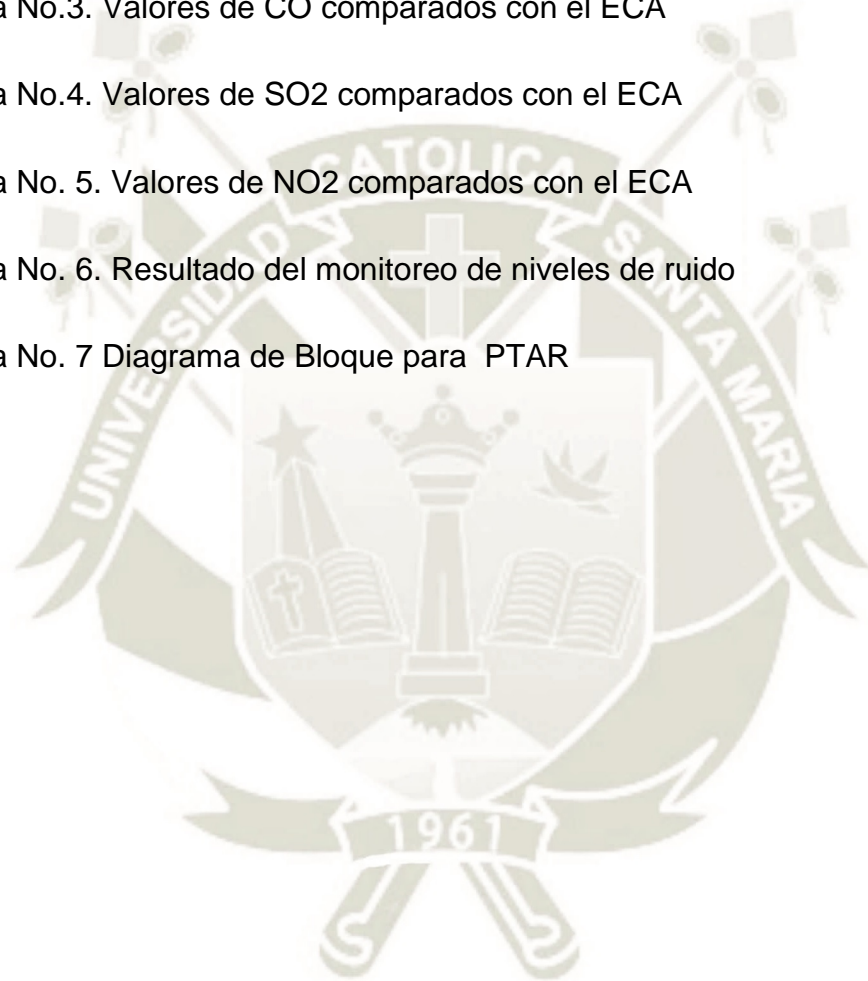 a No.3. Valores de CO comparados con el ECA
a No.4. Valores de SO2 comparados con el ECA
a No. 5. Valores de NO2 comparados con el ECA
a No. 6. Resultado del monitoreo de niveles de ruido
a No. 7 Diagrama de Bloque para PTAR
UNIVERSIDAD CATOLICA SANTA MARIA
1961